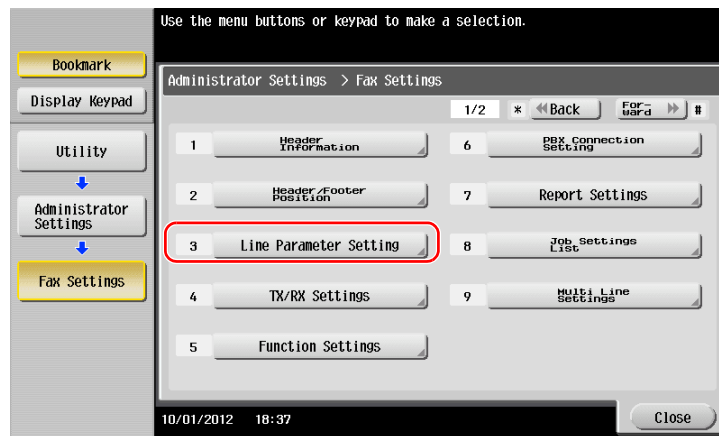 Use the menu buttons or keypad to make a selection.
Bookmark
Display Keypad
Utility
Administrator
Settings
Fax Settings
Administrator Settings > Fax Settings
1/2 * Back For-
ward #
1 Header
Information
2 Header/Footer
Position
3 Line Parameter Setting
4 TX/RX Settings
5 Function Settings
6 PBX Connection
Setting
7 Report Settings
8 Job Settings
List
9 Multi Line
Settings
10/01/2012 18:37
Close